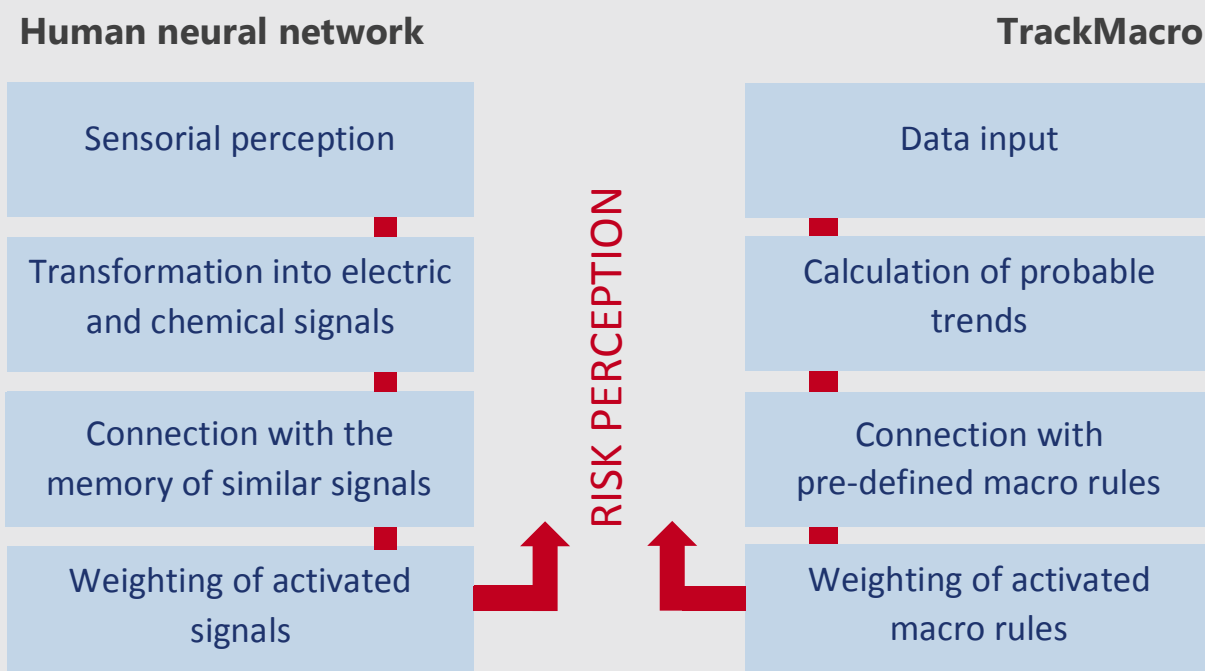 Human neural network
TrackMacro
Sensorial perception
Transformation into electric
and chemical signals
Connection with the
memory of similar signals
Weighting of activated
signals
RISK PERCEPTION
Data input
Calculation of probable
trends
Connection with
pre-defined macro rules
Weighting of activated
macro rules